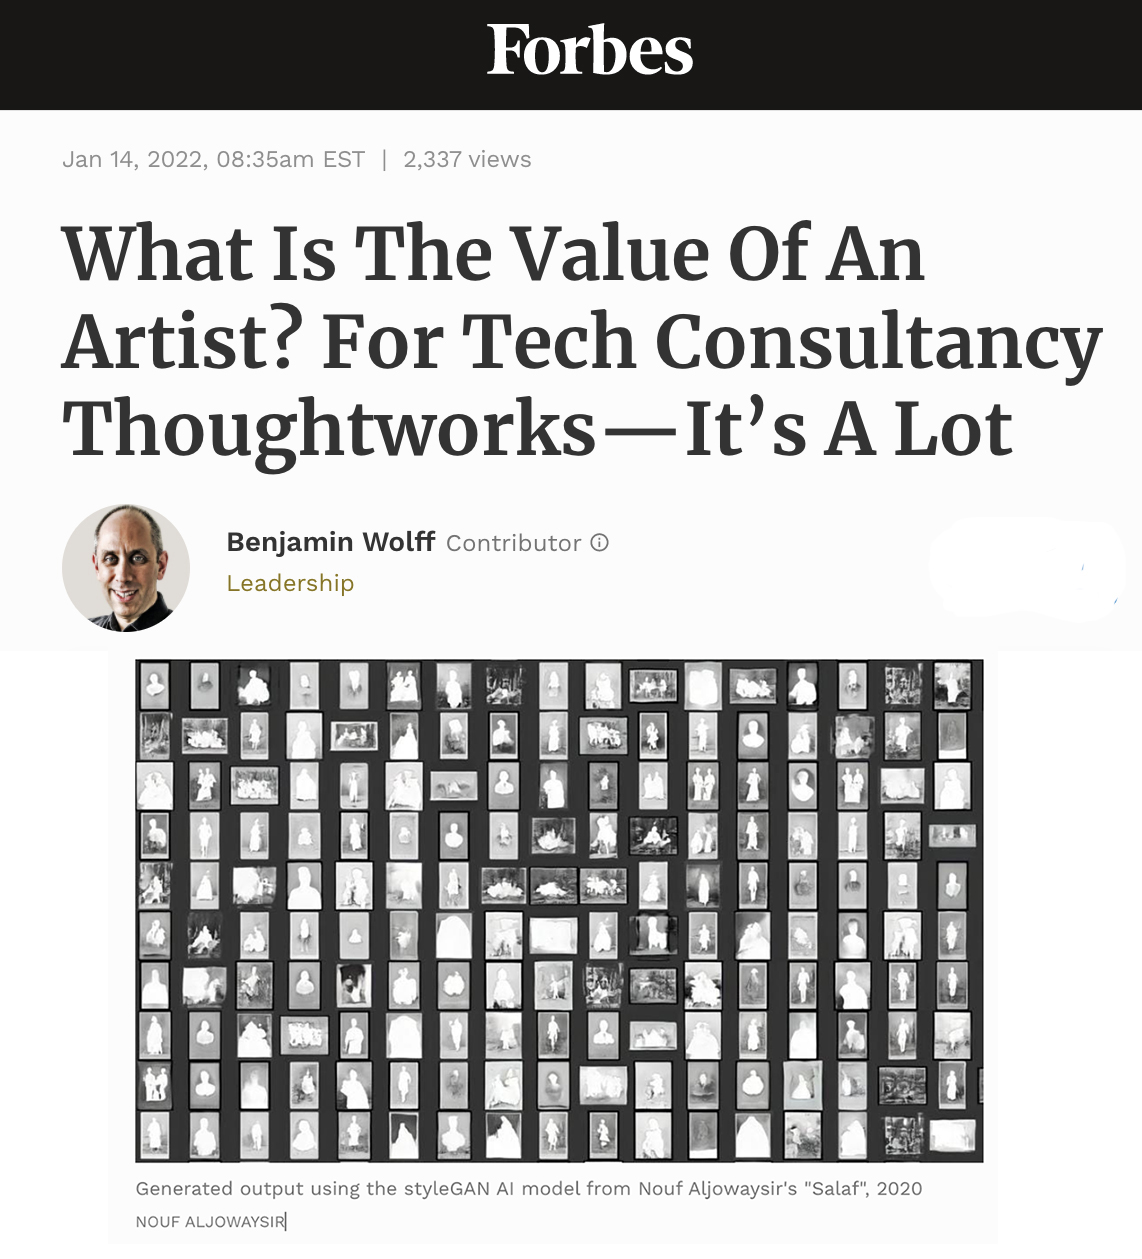 Forbes
Jan 14, 2022, 08:35am EST | 2,337 views
What Is The Value Of An
Artist? For Tech Consultancy
Thoughtworks—It’s A Lot
Benjamin Wolff Contributor
Leadership
Generated output using the styleGAN AI model from Nouf Aljowaysir's "Salaf", 2020
NOUF ALJOWAYSIR